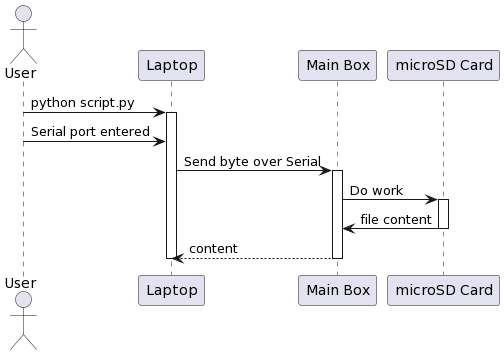 User
Laptop
Main Box
microSD Card
python script.py
Serial port entered
Send byte over Serial
Do work
file content
content
User
Laptop
Main Box
microSD Card